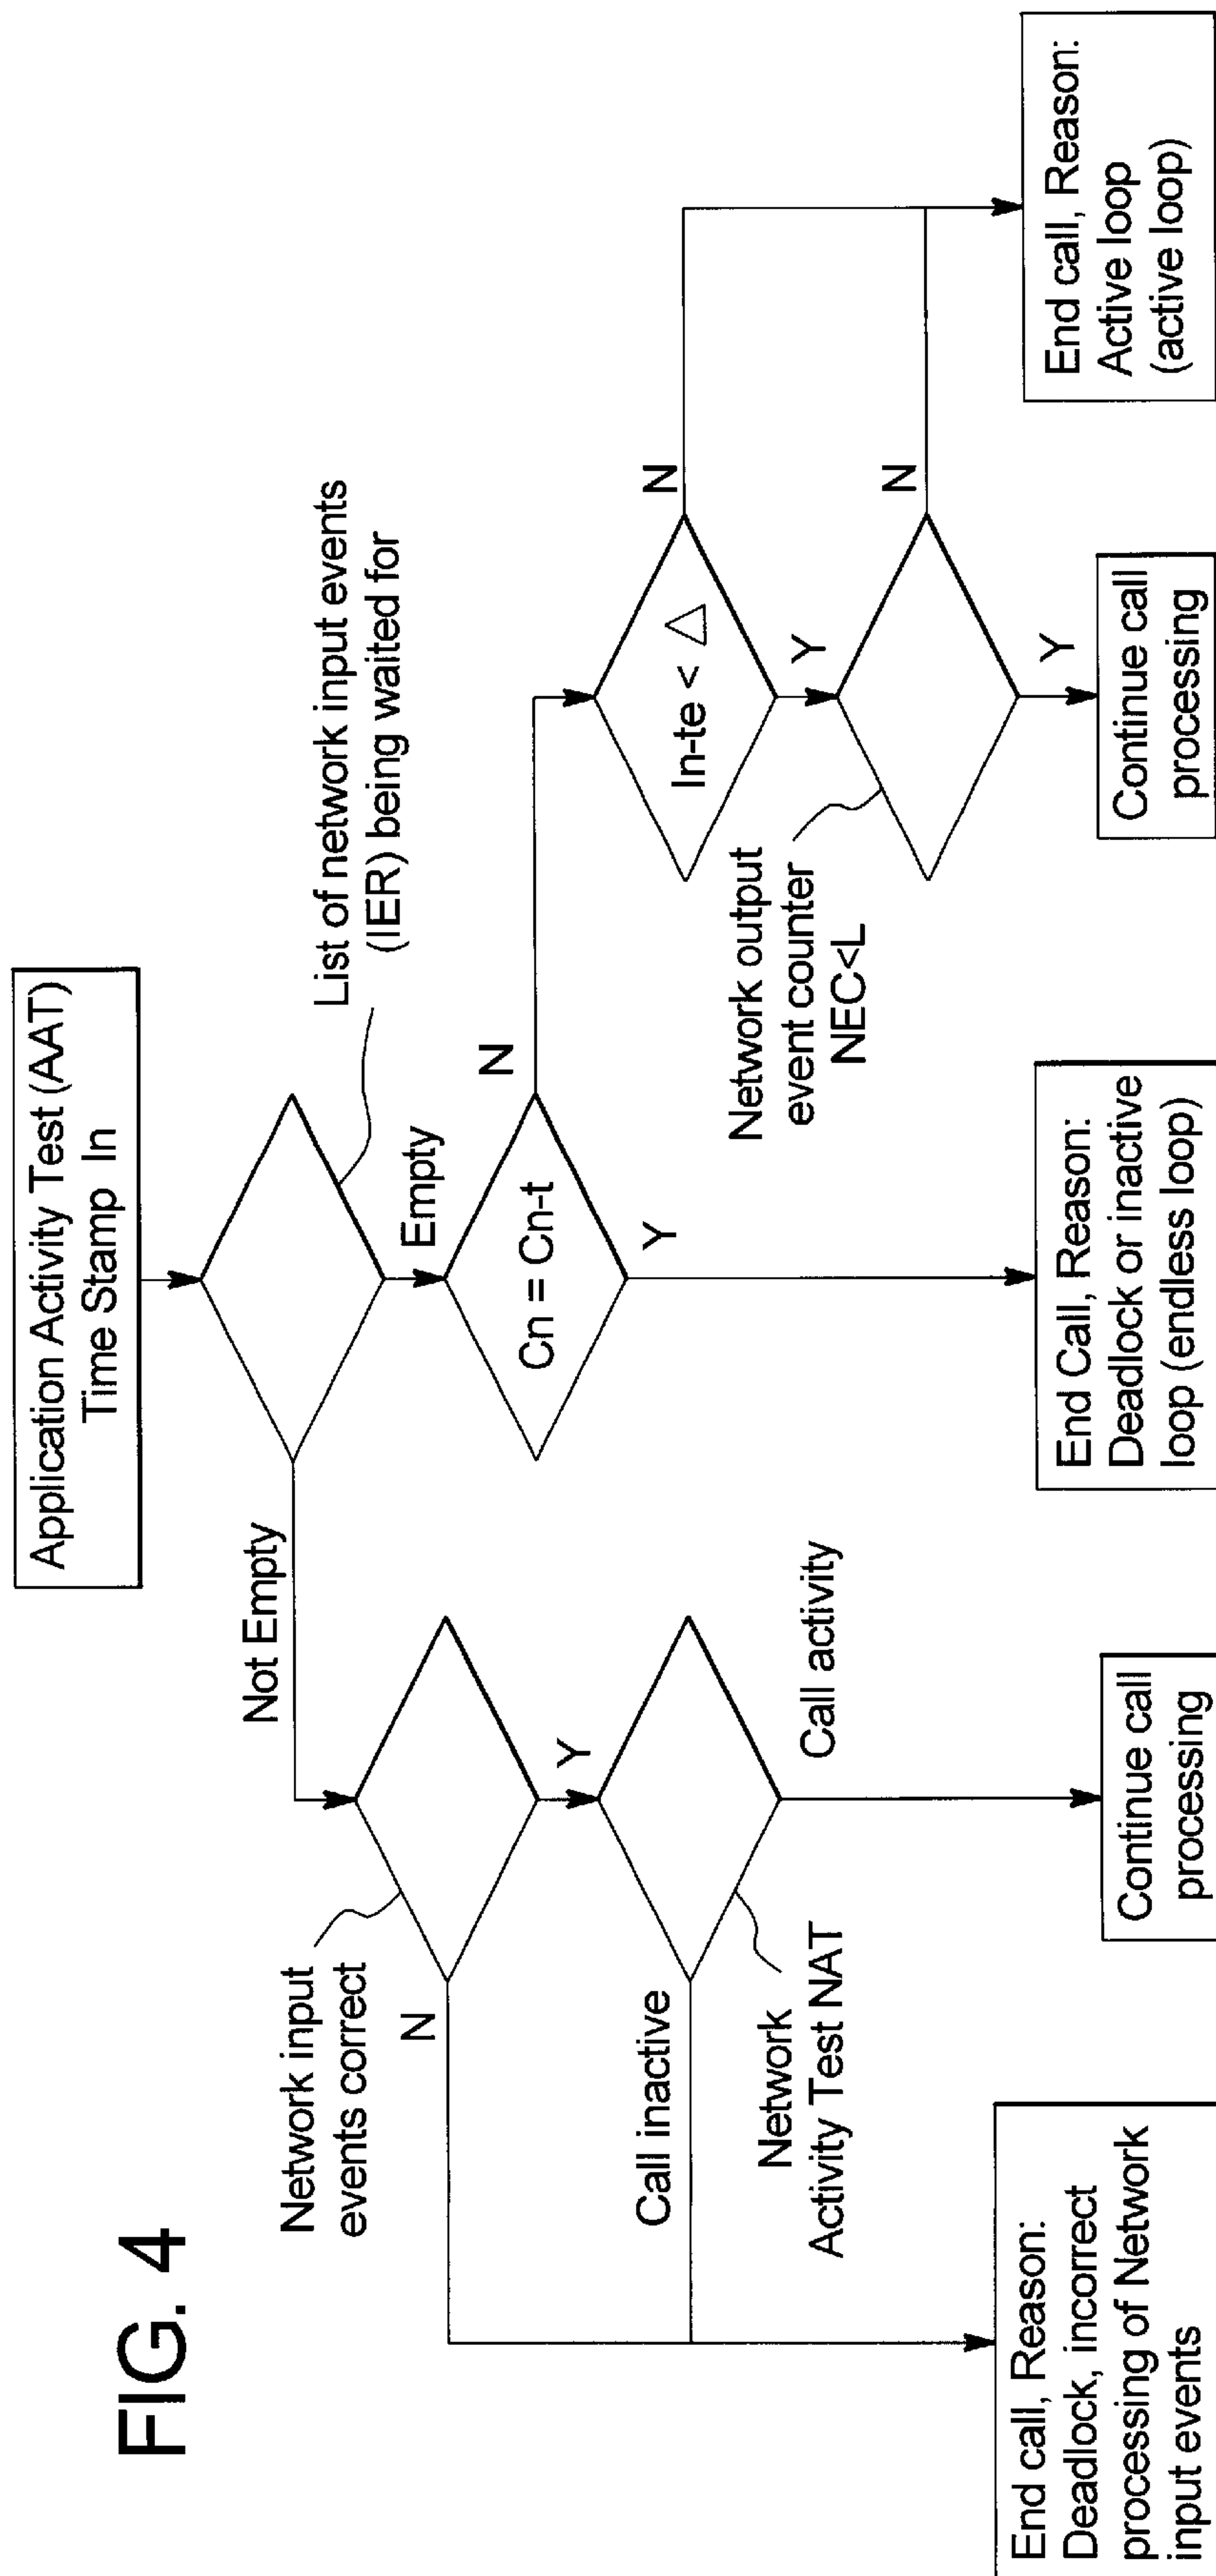 FIG. 4
Application Activity Test (AAT)
Time Stamp In
List of network input events
(IER) being waited for
Not Empty
Empty
Network input
events correct
N
Y
Cn = Cn-t
N
Y
In-te < △
N
Y
Call inactive
Network
Activity Test NAT
Call activity
Network output
event counter
NEC<L
N
Y
End call, Reason:
Deadlock, incorrect
processing of Network
input events
Continue call
processing
End Call, Reason:
Deadlock or inactive
loop (endless loop)
Continue call
processing
End call, Reason:
Active loop
(active loop)